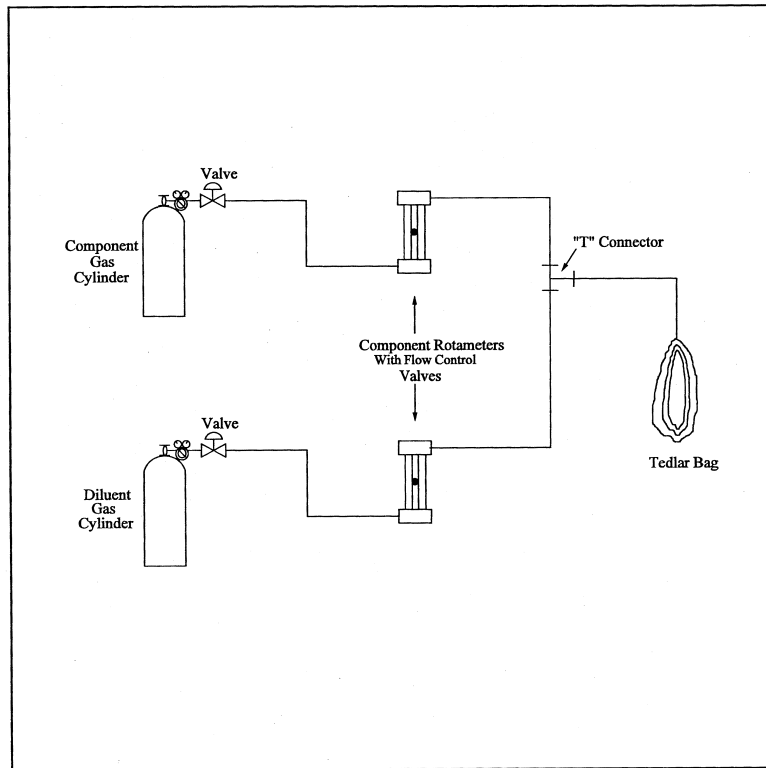 Valve
Component
Gas
Cylinder
"T" Connector
Component Rotameters
With Flow Control
Valves
Tedlar Bag
Valve
Diluent
Gas
Cylinder